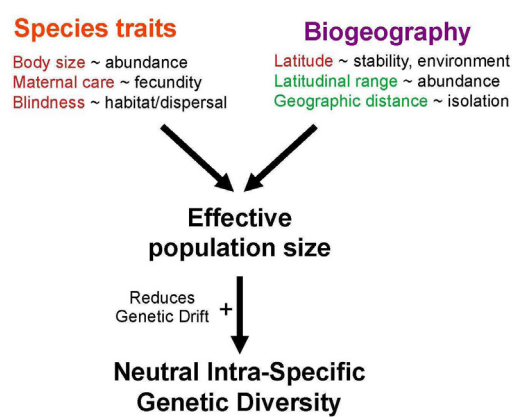 Species traits
Body size ~ abundance
Maternal care ~ fecundity
Blindness ~ habitat/dispersal
Biogeography
Latitude ~ stability, environment
Latitudinal range ~ abundance
Geographic distance ~ isolation
Effective
population size
Reduces
Genetic Drift +
Neutral Intra-Specific
Genetic Diversity